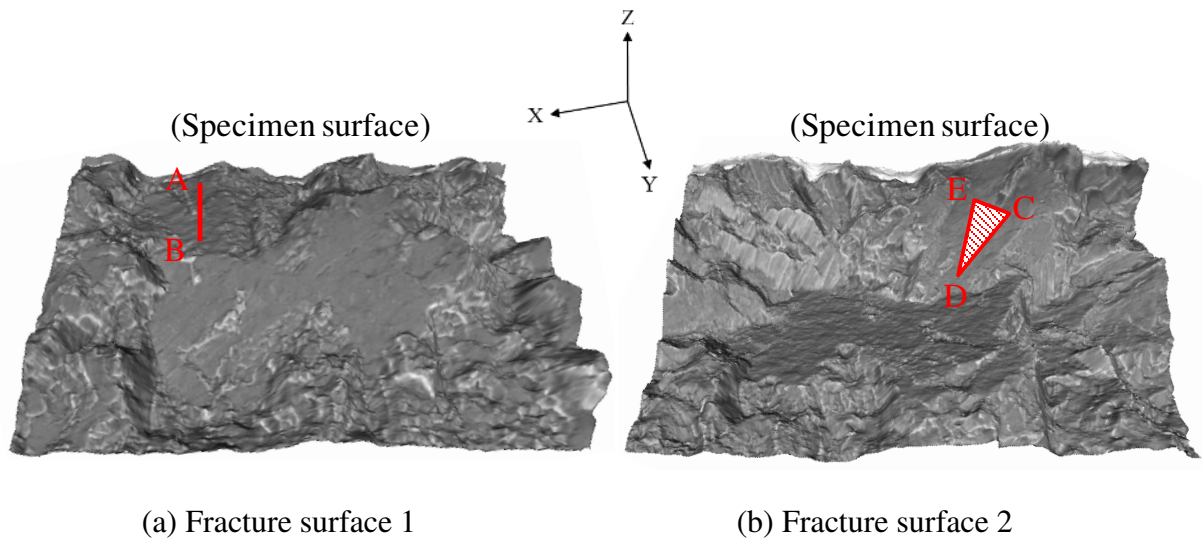 Z
X
Y
(Specimen surface)
(Specimen surface)
A
B
E
C
D
(a) Fracture surface 1
(b) Fracture surface 2